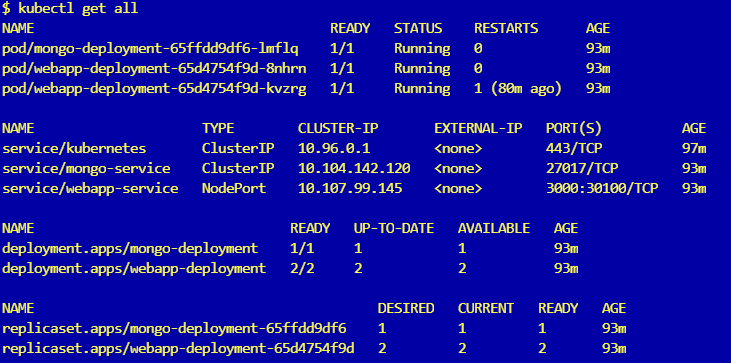 $ kubectl get all
NAME READY STATUS RESTARTS AGE
pod/mongo-deployment-65ffdd9df6-lmflq 1/1 Running 0 93m
pod/webapp-deployment-65d4754f9d-8nhrn 1/1 Running 0 93m
pod/webapp-deployment-65d4754f9d-kvzrg 1/1 Running 1 (80m ago) 93m
NAME TYPE CLUSTER-IP EXTERNAL-IP PORT(S) AGE
service/kubernetes ClusterIP 10.96.0.1 <none> 443/TCP 97m
service/mongo-service ClusterIP 10.104.142.120 <none> 27017/TCP 93m
service/webapp-service NodePort 10.107.99.145 <none> 3000:30100/TCP 93m
NAME READY UP-TO-DATE AVAILABLE AGE
deployment.apps/mongo-deployment 1/1 1 1 93m
deployment.apps/webapp-deployment 2/2 2 2 93m
NAME DESIRED CURRENT READY AGE
replicaset.apps/mongo-deployment-65ffdd9df6 1 1 1 93m
replicaset.apps/webapp-deployment-65d4754f9d 2 2 2 93m